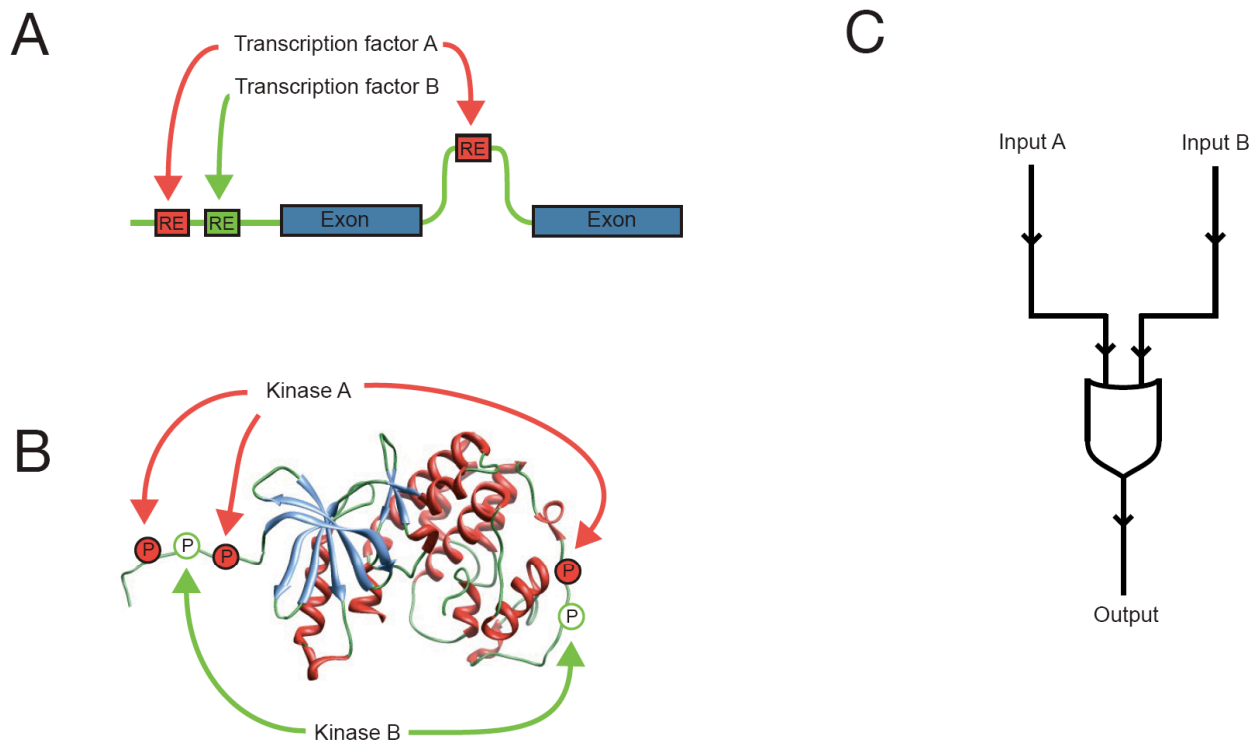 A
Transcription factor A
Transcription factor B
RE
RE
RE
Exon
Exon
B
Kinase A
P
P
P
P
P
Kinase B
C
Input A
Input B
Output